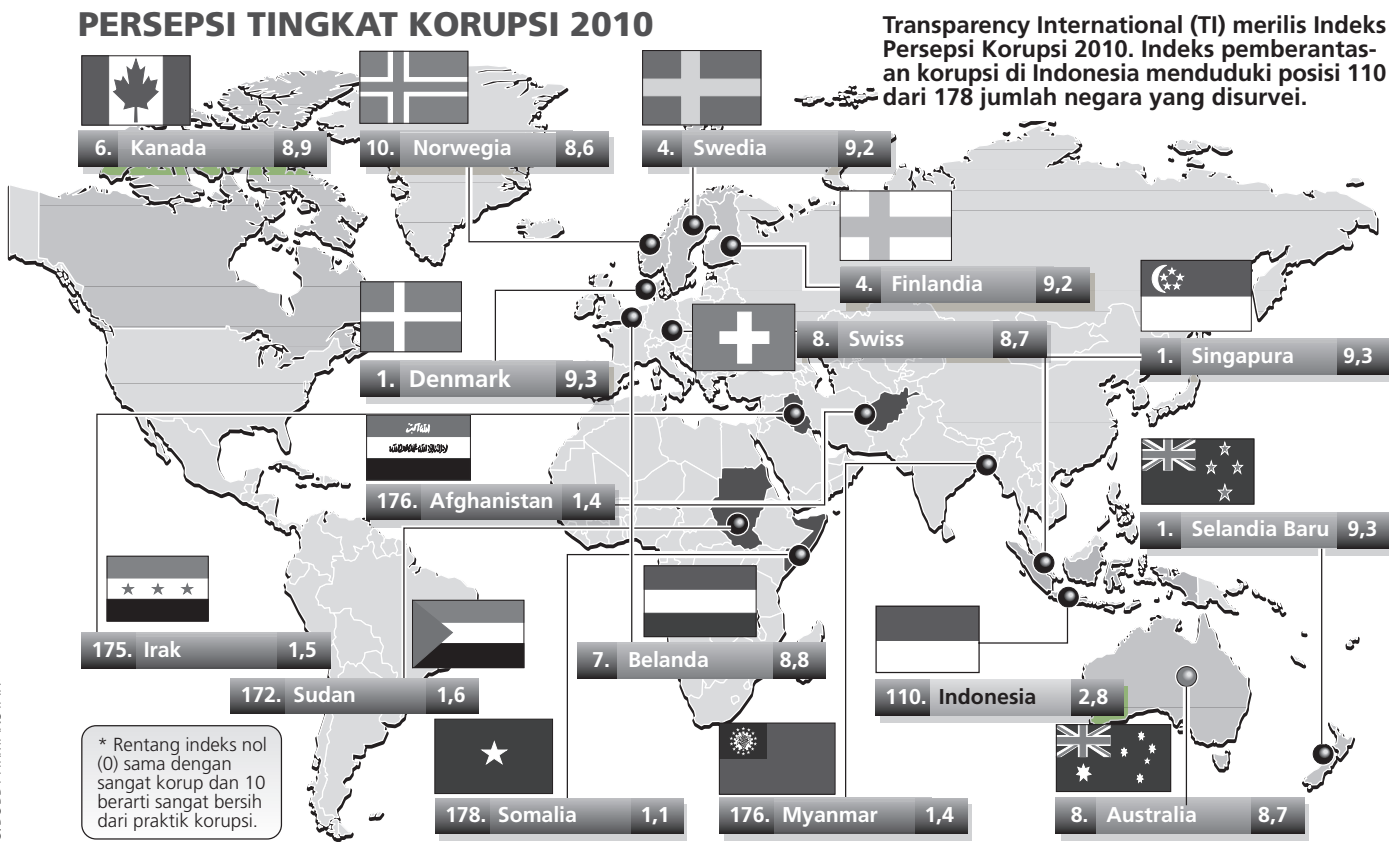 PERSEPSI TINGKAT KORUPSI 2010
Transparency International (TI) merilis Indeks
Persepsi Korupsi 2010. Indeks pemberantas-
an korupsi di Indonesia menduduki posisi 110
dari 178 jumlah negara yang disurvei.
6. Kanada 8,9
10. Norwegia 8,6
4. Swedia 9,2
4. Finlandia 9,2
8. Swiss 8,7
1. Singapura 9,3
1. Denmark 9,3
176. Afghanistan 1,4
1. Selandia Baru 9,3
175. Irak 1,5
7. Belanda 8,8
172. Sudan 1,6
110. Indonesia 2,8
* Rentang indeks nol
(0) sama dengan
sangat korup dan 10
berarti sangat bersih
dari praktik korupsi.
178. Somalia 1,1
176. Myanmar 1,4
8. Australia 8,7